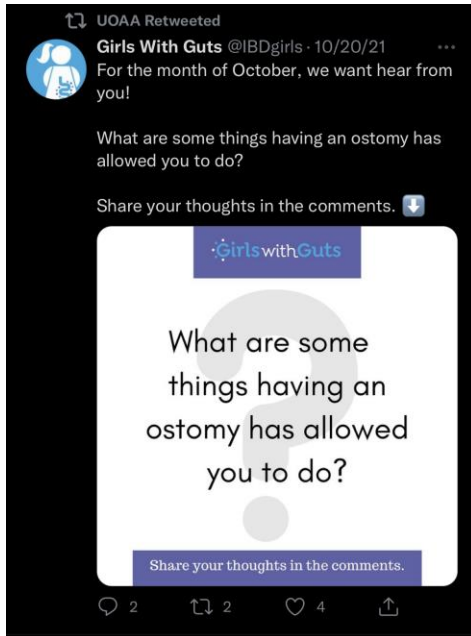 UOAA Retweeted
Girls With Guts @IBDgirls · 10/20/21
For the month of October, we want hear from
you!
What are some things having an ostomy has
allowed you to do?
Share your thoughts in the comments. ⬇️
GirlswithGuts
What are some
things having an
ostomy has allowed
you to do?
Share your thoughts in the comments.
2 2 4